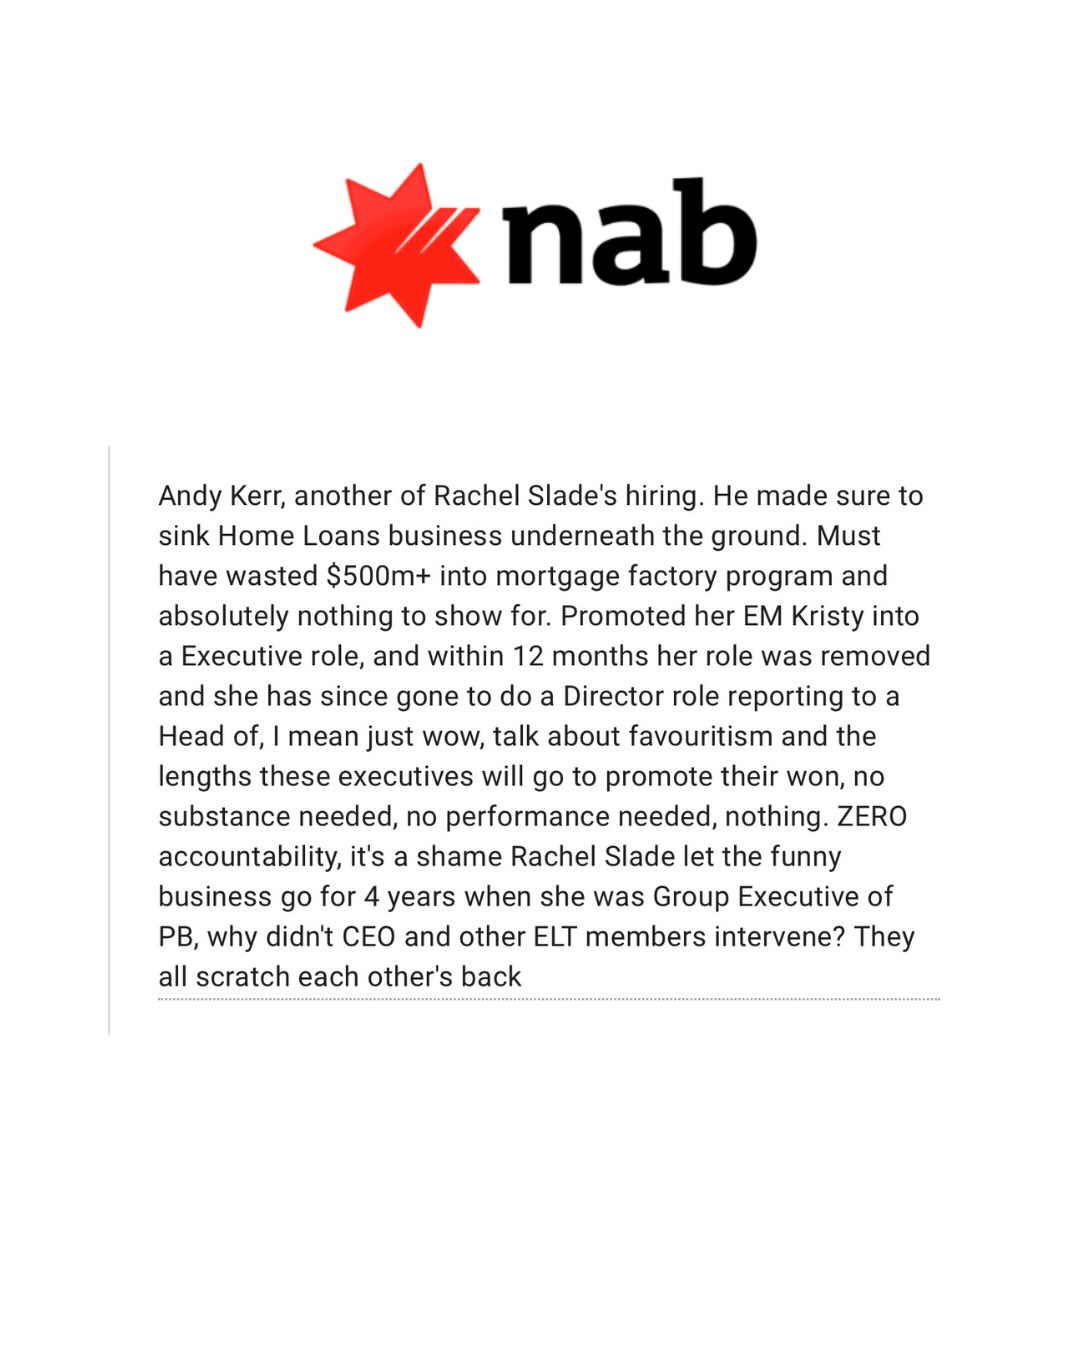 nab
Andy Kerr, another of Rachel Slade's hiring. He made sure to
sink Home Loans business underneath the ground. Must
have wasted $500m+ into mortgage factory program and
absolutely nothing to show for. Promoted her EM Kristy into
a Executive role, and within 12 months her role was removed
and she has since gone to do a Director role reporting to a
Head of, I mean just wow, talk about favouritism and the
lengths these executives will go to promote their won, no
substance needed, no performance needed, nothing. ZERO
accountability, it's a shame Rachel Slade let the funny
business go for 4 years when she was Group Executive of
PB, why didn't CEO and other ELT members intervene? They
all scratch each other's back